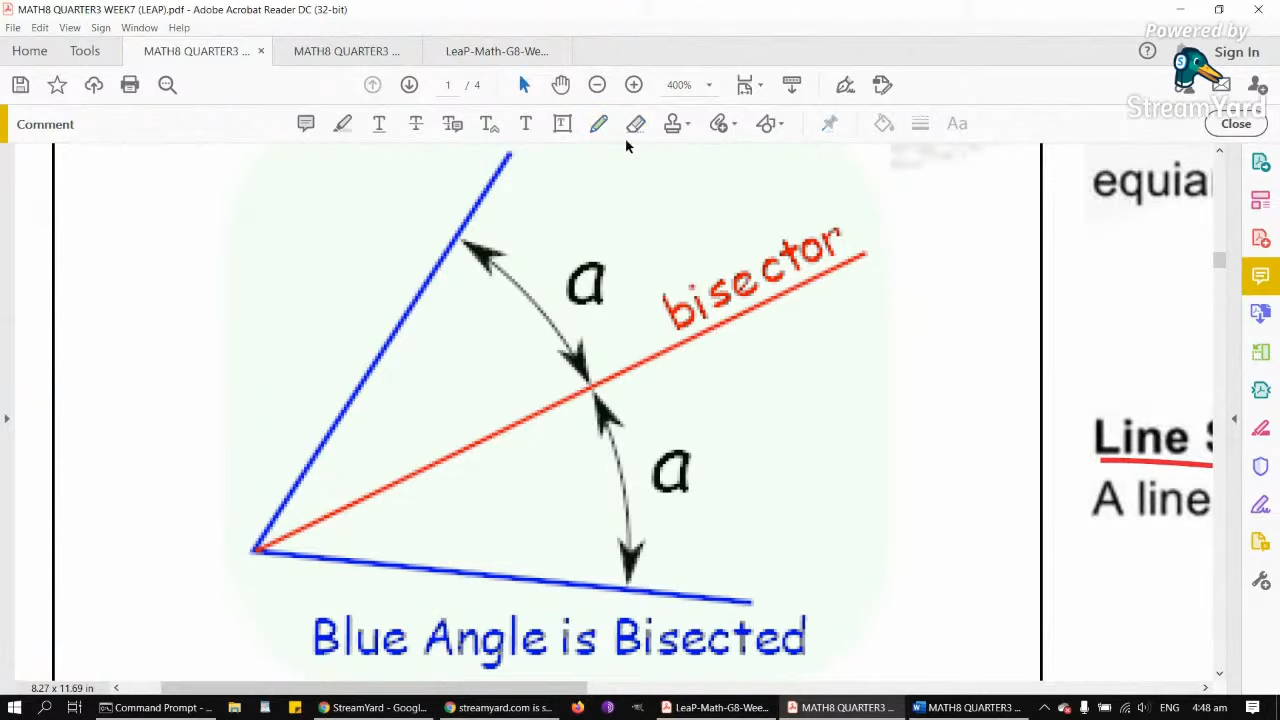 MATH8 QUARTER3 WEEK7 (LEAP).pdf - Adobe Acrobat Reader DC (32-bit)
File Edit View Sign Window Help
Powered by
StreamYard
Home Tools MATH8 QUARTER3 ... × MATH8 QUARTER3 ... LeaP-Math-G8-We... Sign In
1 / 4 400%
Comment Aa Close
a
bisector
a
Blue Angle is Bisected
equia
Line S
A line
8.27 x 11.69 in
Command Prompt -... StreamYard - Googl... streamyard.com is s... LeaP-Math-G8-We... MATH8 QUARTER3 ... MATH8 QUARTER3 ... ENG 4:48 am